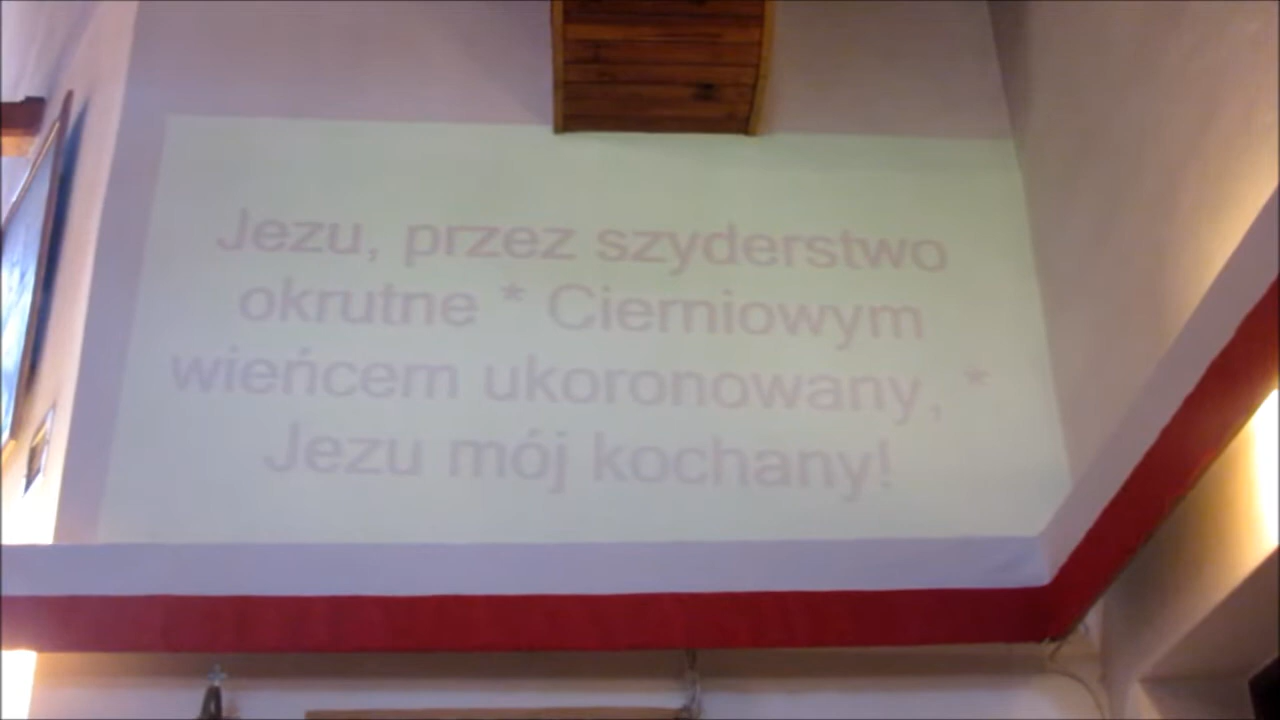 Jezu, przez szyderstwo
okrutne * Cierniowym
wieńcem ukoronowany, *
Jezu mój kochany!